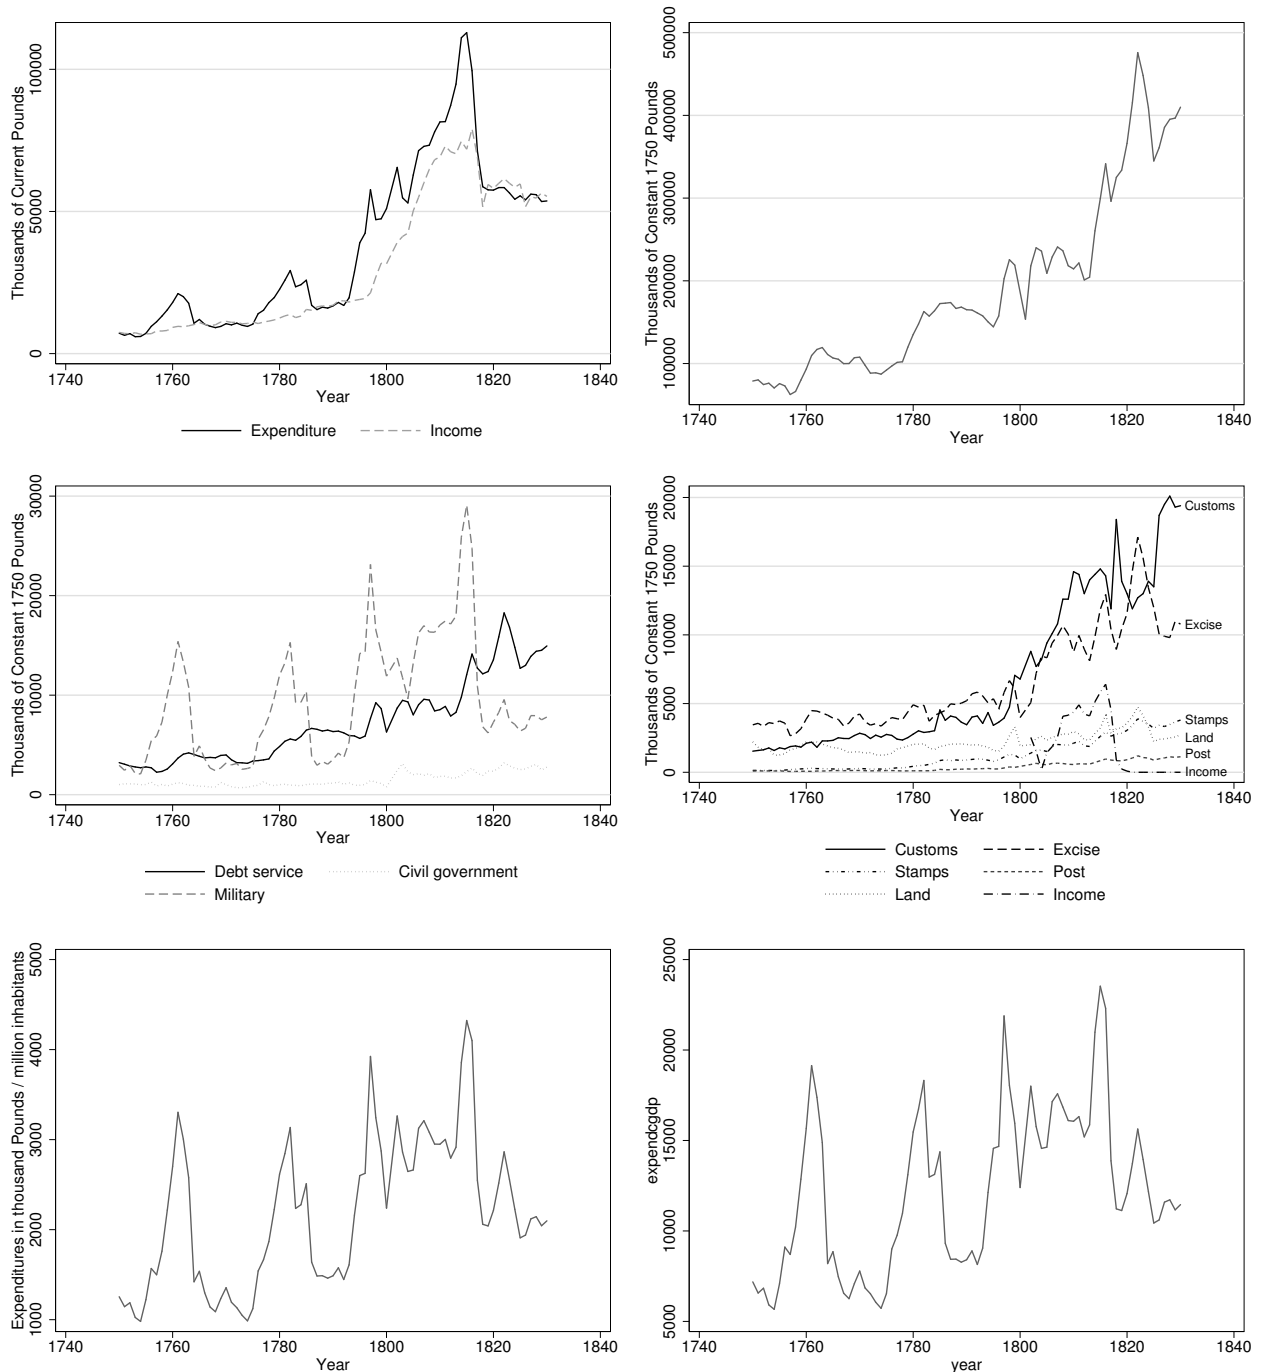 Thousands of Current Pounds
100000
50000
0
1740 1760 1780 1800 1820 1840
Year
Expenditure Income
Thousands of Constant 1750 Pounds
500000
400000
300000
200000
100000
1740 1760 1780 1800 1820 1840
Year
Thousands of Constant 1750 Pounds
30000
20000
10000
0
1740 1760 1780 1800 1820 1840
Year
Debt service Civil government
Military
Thousands of Constant 1750 Pounds
20000
15000
10000
5000
0
Customs
Excise
Stamps
Land
Post
Income
1740 1760 1780 1800 1820 1840
Year
Customs Excise
Stamps Post
Land Income
Expenditures in thousand Pounds / million inhabitants
5000
4000
3000
2000
1000
1740 1760 1780 1800 1820 1840
Year
expendcgdp
25000
20000
15000
10000
5000
1740 1760 1780 1800 1820 1840
year